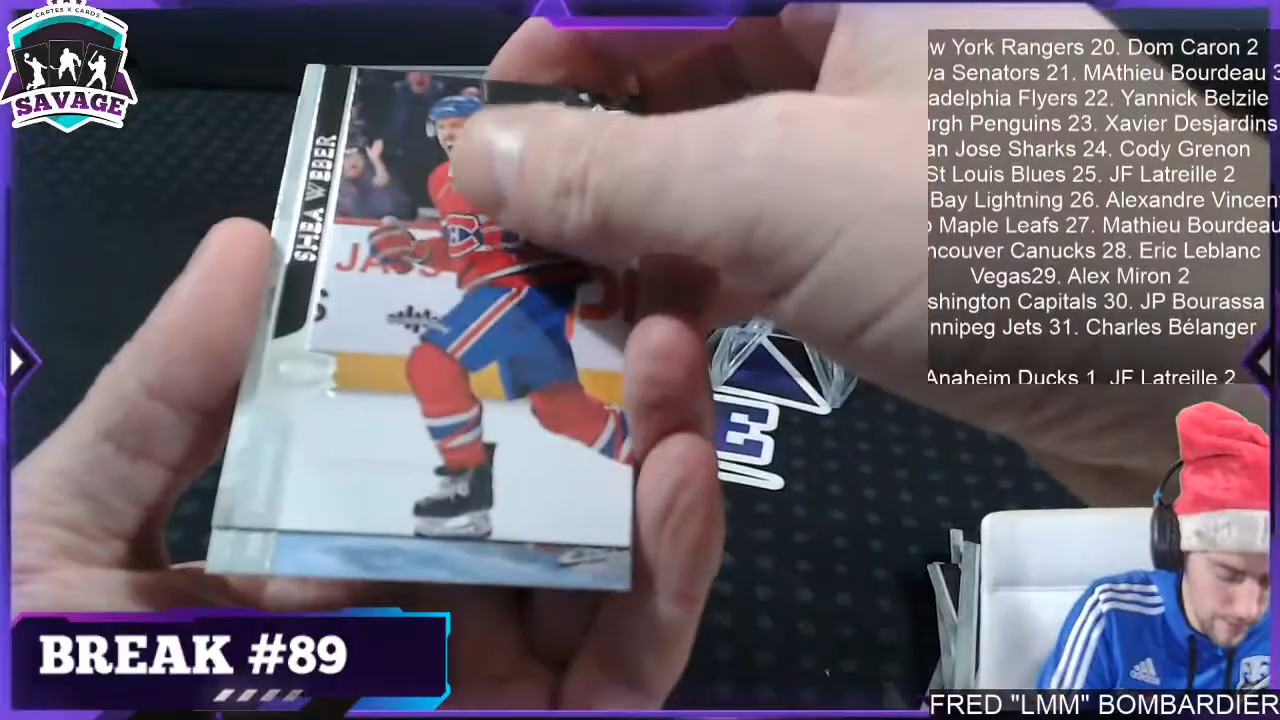 CARTES X CARDS
SAVAGE
SHEA WEBER
w York Rangers 20. Dom Caron 2
va Senators 21. MAthieu Bourdeau 3
adelphia Flyers 22. Yannick Belzile
urgh Penguins 23. Xavier Desjardins
an Jose Sharks 24. Cody Grenon
St Louis Blues 25. JF Latreille 2
Bay Lightning 26. Alexandre Vincen
o Maple Leafs 27. Mathieu Bourdeau
ncouver Canucks 28. Eric Leblanc
Vegas29. Alex Miron 2
shington Capitals 30. JP Bourassa
nnipeg Jets 31. Charles Bélanger
Anaheim Ducks 1. JF Latreille 2
BREAK #89
FRED "LMM" BOMBARDIER